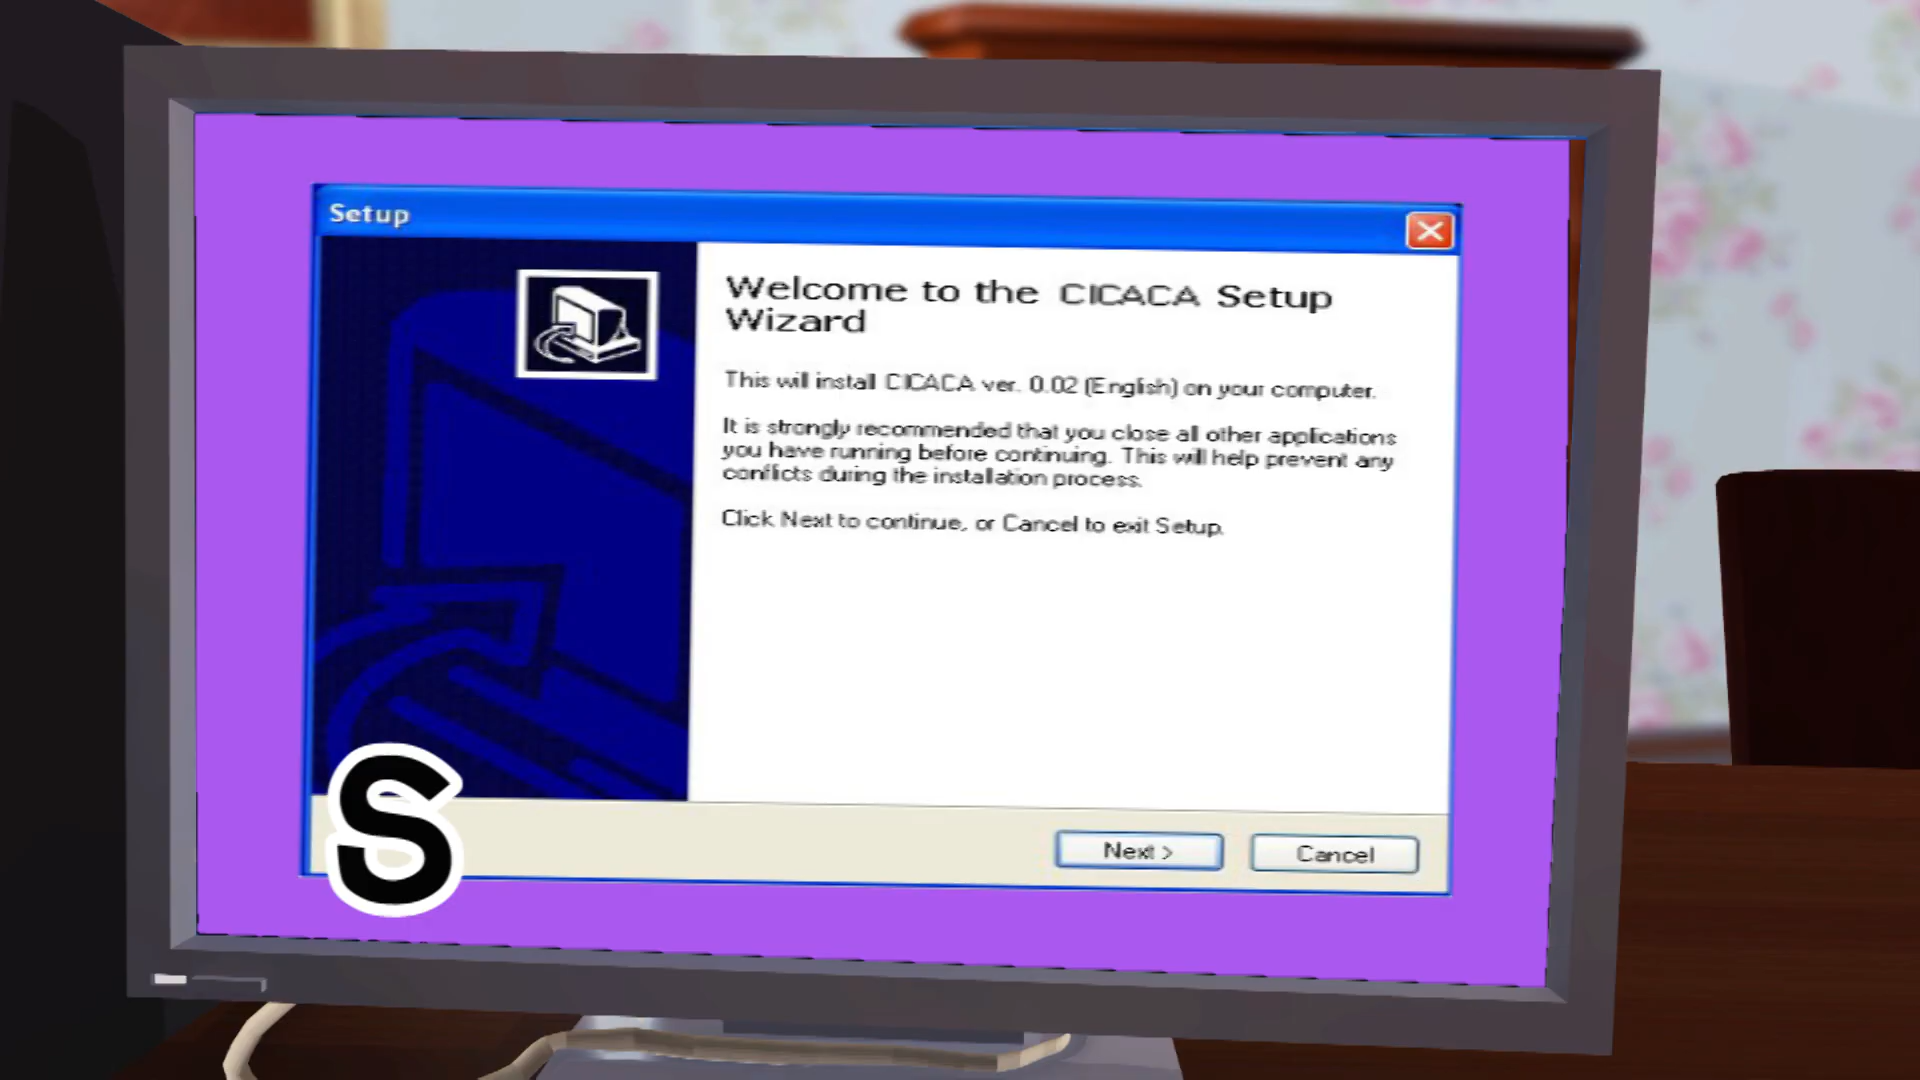 Setup
Welcome to the CICACA Setup
Wizard
This will install CICACA ver. 0.02 (English) on your computer.
It is strongly recommended that you close all other applications
you have running before continuing. This will help prevent any
conflicts during the installation process.
Click Next to continue, or Cancel to exit Setup.
S
Next >
Cancel